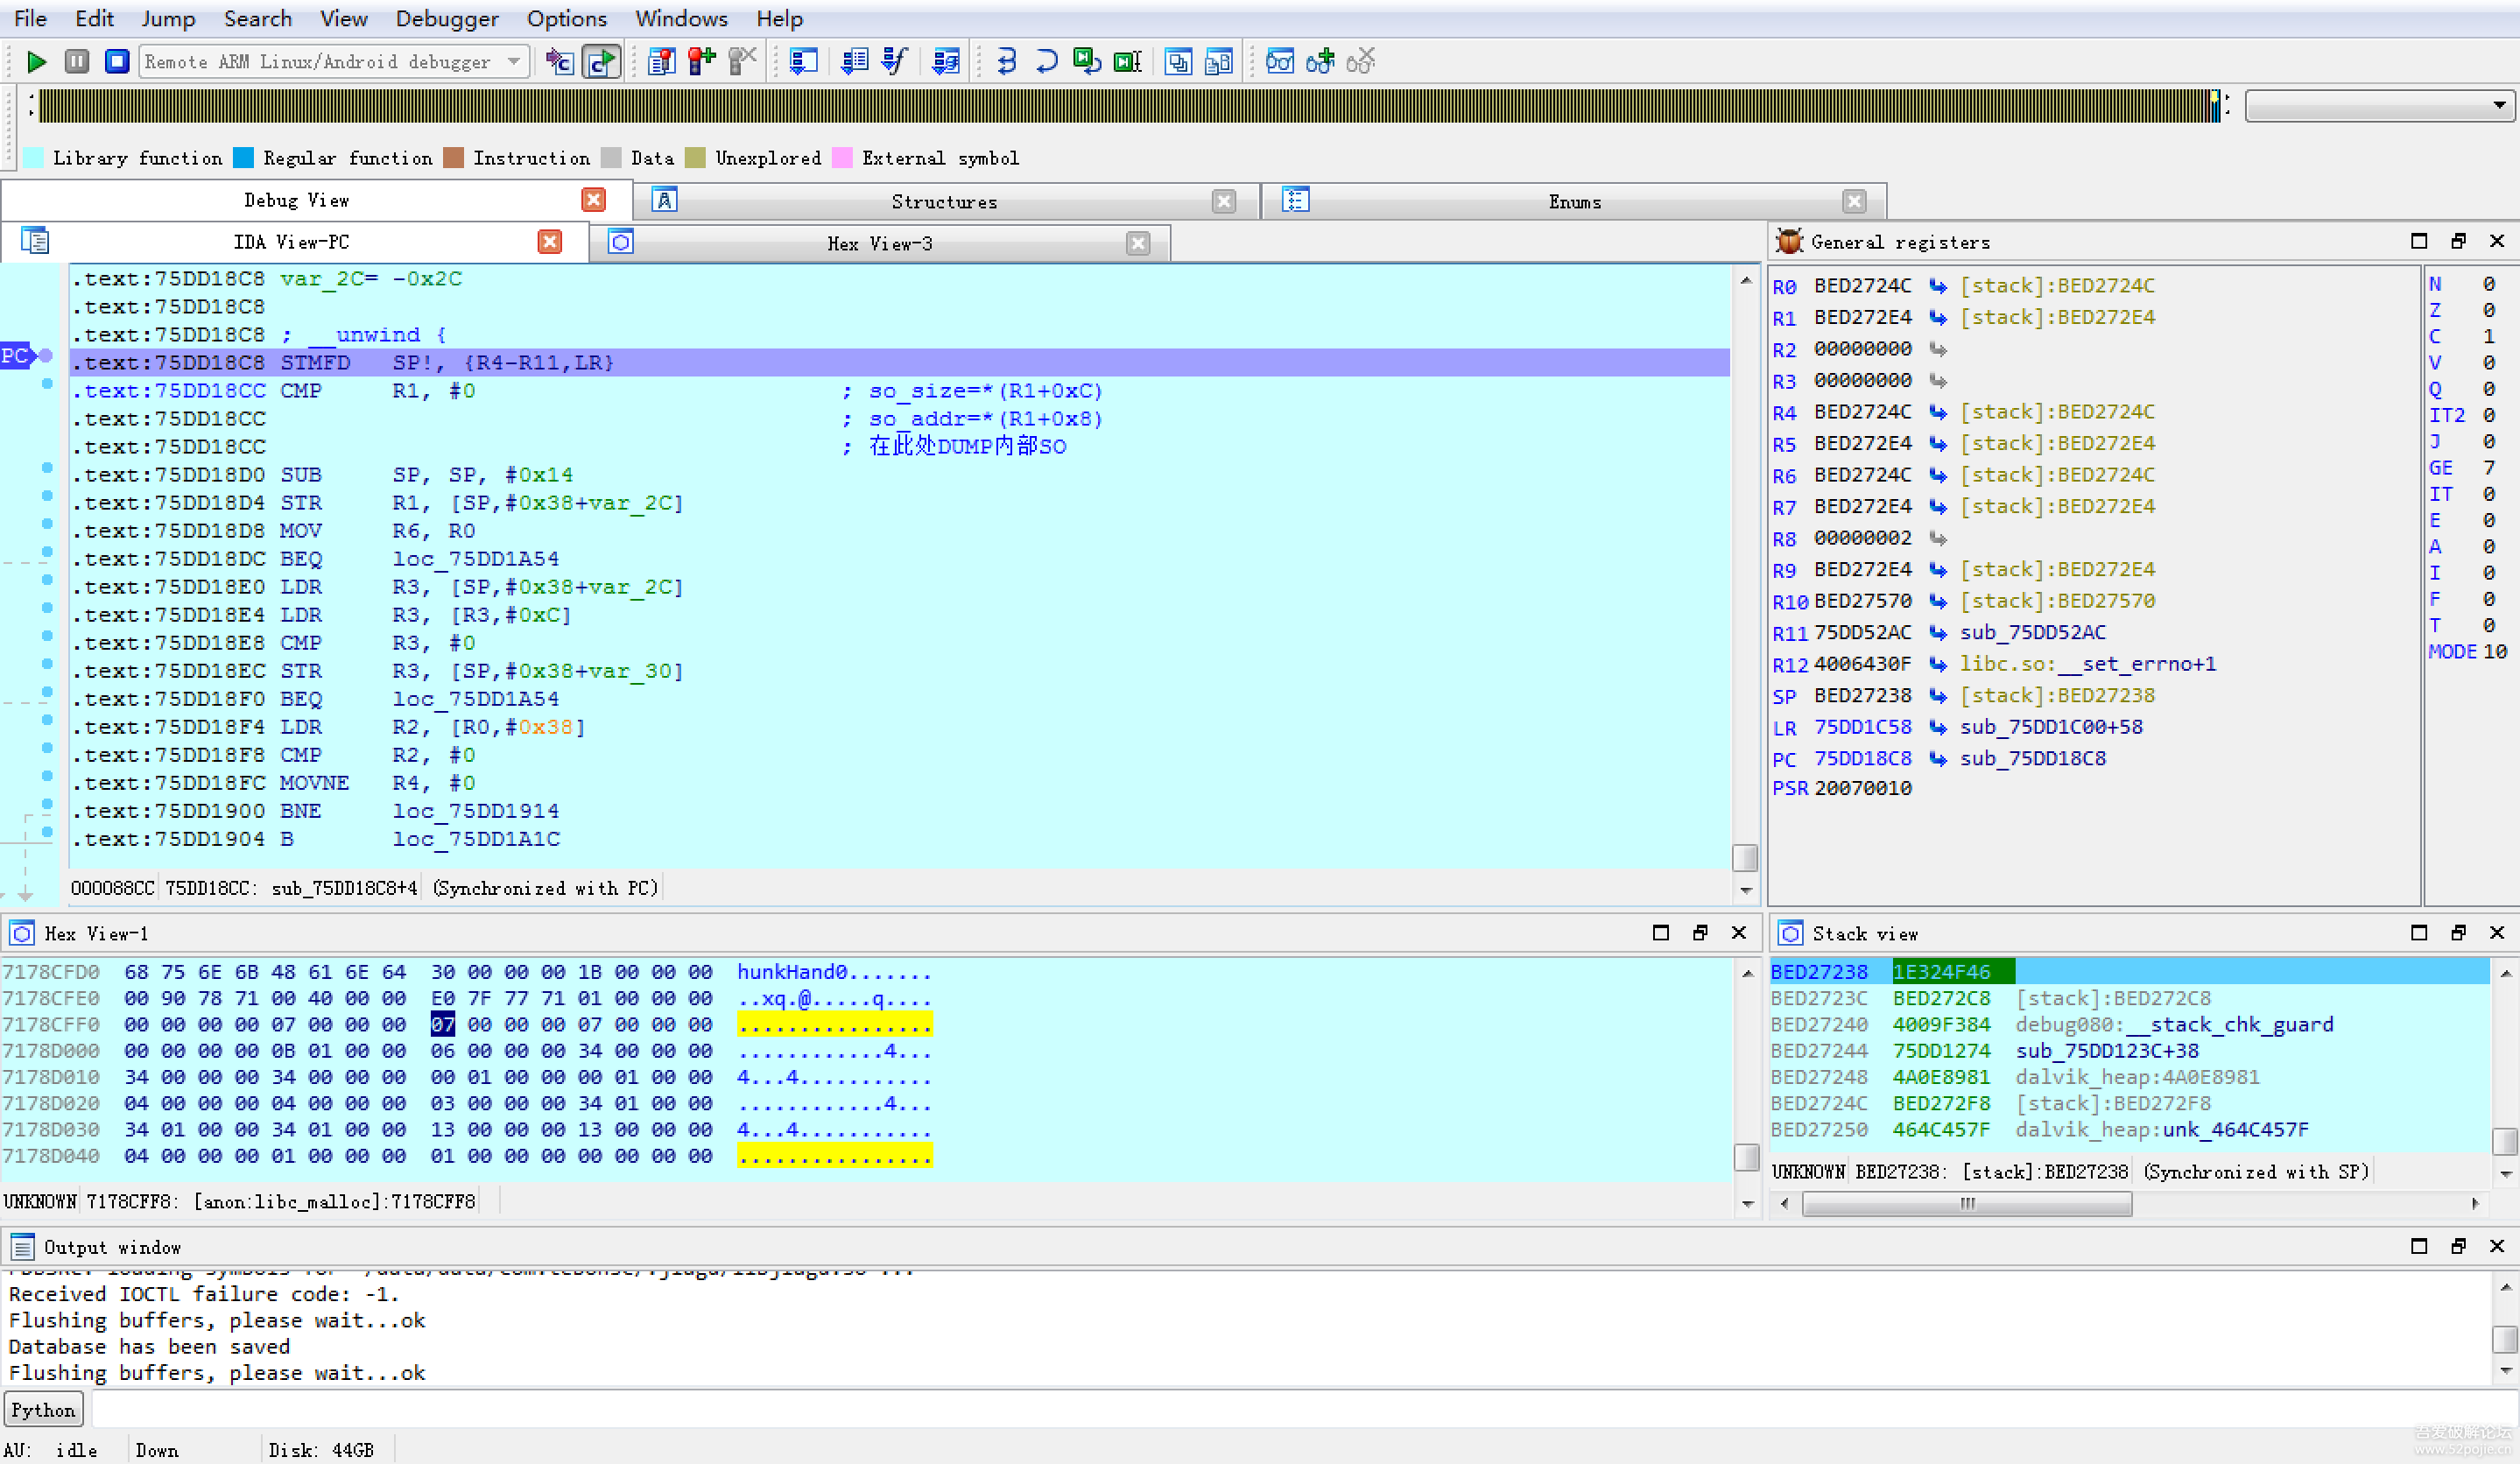 File Edit Jump Search View Debugger Options Windows Help
Remote ARM Linux/Android debugger
Library function Regular function Instruction Data Unexplored External symbol
Debug View Structures Enums
IDA View-PC Hex View-3 General registers
.text:75DD18C8 var_2C= -0x2C
.text:75DD18C8
.text:75DD18C8 ; __unwind {
PC .text:75DD18C8 STMFD SP!, {R4-R11,LR}
.text:75DD18CC CMP R1, #0 ; so_size=*(R1+0xC)
.text:75DD18CC ; so_addr=*(R1+0x8)
.text:75DD18CC ; 在此处DUMP内部SO
.text:75DD18D0 SUB SP, SP, #0x14
.text:75DD18D4 STR R1, [SP,#0x38+var_2C]
.text:75DD18D8 MOV R6, R0
.text:75DD18DC BEQ loc_75DD1A54
.text:75DD18E0 LDR R3, [SP,#0x38+var_2C]
.text:75DD18E4 LDR R3, [R3,#0xC]
.text:75DD18E8 CMP R3, #0
.text:75DD18EC STR R3, [SP,#0x38+var_30]
.text:75DD18F0 BEQ loc_75DD1A54
.text:75DD18F4 LDR R2, [R0,#0x38]
.text:75DD18F8 CMP R2, #0
.text:75DD18FC MOVNE R4, #0
.text:75DD1900 BNE loc_75DD1914
.text:75DD1904 B loc_75DD1A1C
000088CC 75DD18CC: sub_75DD18C8+4 (Synchronized with PC)
R0 BED2724C [stack]:BED2724C
R1 BED272E4 [stack]:BED272E4
R2 00000000
R3 00000000
R4 BED2724C [stack]:BED2724C
R5 BED272E4 [stack]:BED272E4
R6 BED2724C [stack]:BED2724C
R7 BED272E4 [stack]:BED272E4
R8 00000002
R9 BED272E4 [stack]:BED272E4
R10 BED27570 [stack]:BED27570
R11 75DD52AC sub_75DD52AC
R12 4006430F libc.so:__set_errno+1
SP BED27238 [stack]:BED27238
LR 75DD1C58 sub_75DD1C00+58
PC 75DD18C8 sub_75DD18C8
PSR 20070010
N 0
Z 0
C 1
V 0
Q 0
IT2 0
J 0
GE 7
IT 0
E 0
A 0
I 0
F 0
T 0
MODE 10
Hex View-1
7178CFD0 68 75 6E 6B 48 61 6E 64 30 00 00 00 1B 00 00 00 hunkHand0.......
7178CFE0 00 90 78 71 00 40 00 00 E0 7F 77 71 01 00 00 00 ..xq.@.....q....
7178CFF0 00 00 00 00 07 00 00 00 07 00 00 00 07 00 00 00 ................
7178D000 00 00 00 00 0B 01 00 00 06 00 00 00 34 00 00 00 ............4...
7178D010 34 00 00 00 34 00 00 00 00 01 00 00 00 01 00 00 4...4...........
7178D020 04 00 00 00 04 00 00 00 03 00 00 00 34 01 00 00 ............4...
7178D030 34 01 00 00 34 01 00 00 13 00 00 00 13 00 00 00 4...4...........
7178D040 04 00 00 00 01 00 00 00 01 00 00 00 00 00 00 00 ................
UNKNOWN 7178CFF8: [anon:libc_malloc]:7178CFF8
Stack view
BED27238 1E324F46
BED2723C BED272C8 [stack]:BED272C8
BED27240 4009F384 debug080:__stack_chk_guard
BED27244 75DD1274 sub_75DD123C+38
BED27248 4A0E8981 dalvik_heap:4A0E8981
BED2724C BED272F8 [stack]:BED272F8
BED27250 464C457F dalvik_heap:unk_464C457F
UNKNOWN BED27238: [stack]:BED27238 (Synchronized with SP)
Output window
Received IOCTL failure code: -1.
Flushing buffers, please wait...ok
Database has been saved
Flushing buffers, please wait...ok
Python
AU: idle Down Disk: 44GB
吾爱破解论坛
www.52pojie.cn